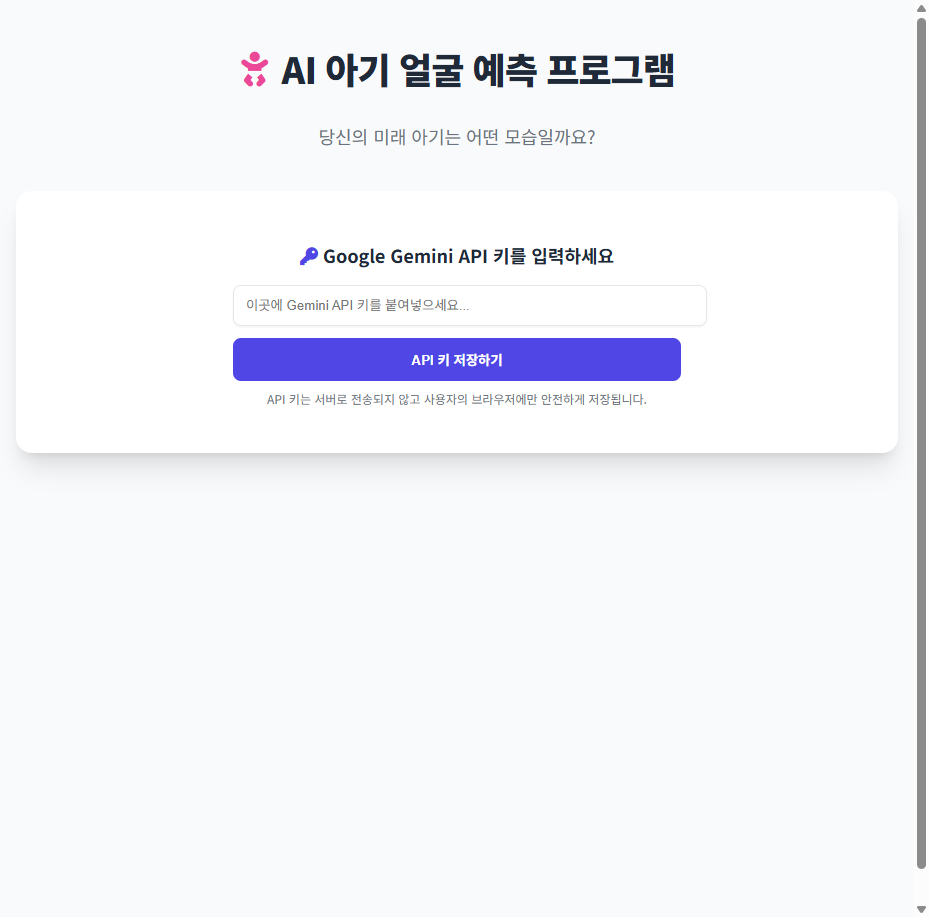 AI 아기 얼굴 예측 프로그램
당신의 미래 아기는 어떤 모습일까요?
Google Gemini API 키를 입력하세요
이곳에 Gemini API 키를 붙여넣으세요...
API 키 저장하기
API 키는 서버로 전송되지 않고 사용자의 브라우저에만 안전하게 저장됩니다.